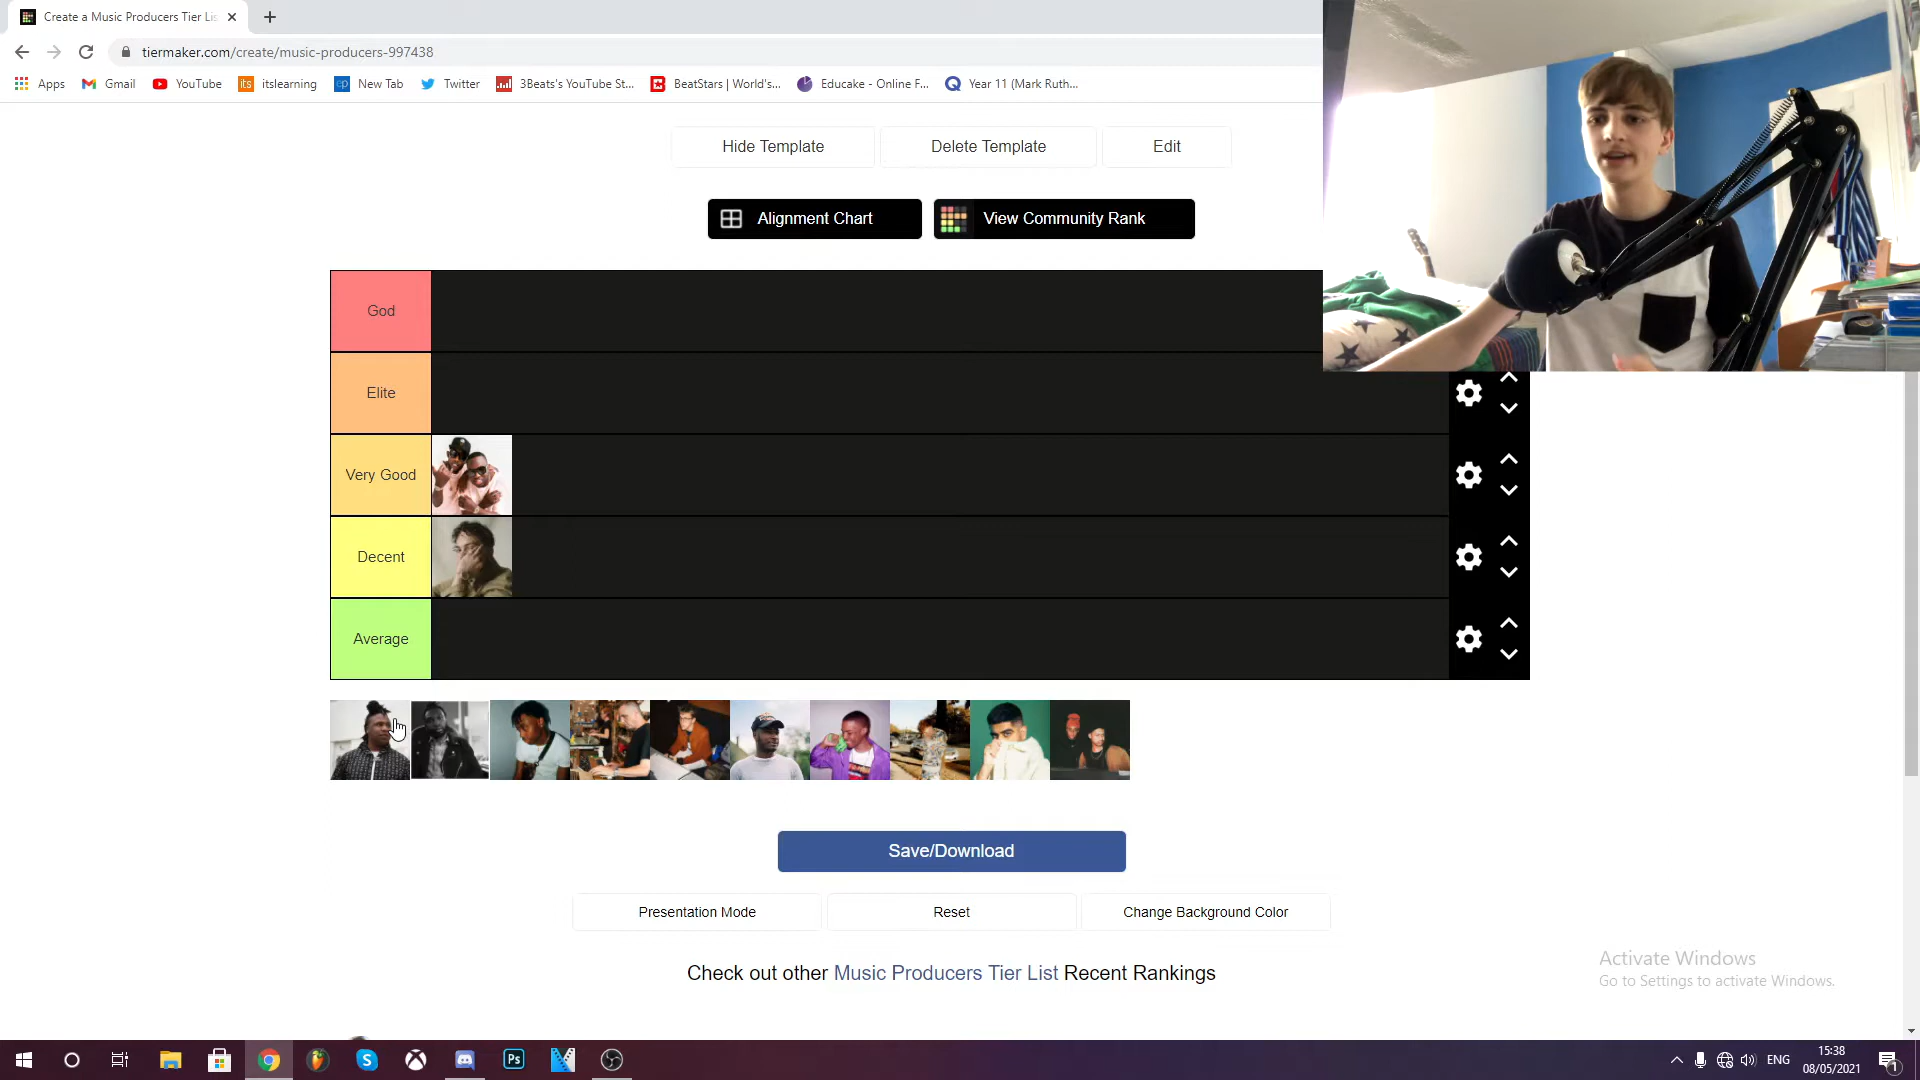 Create a Music Producers Tier Lis
tiermaker.com/create/music-producers-997438
Apps
Gmail
YouTube
its
itslearning
cp
New Tab
Twitter
3Beats's YouTube St...
BeatStars | World's...
Educake - Online F...
Year 11 (Mark Ruth...
Hide Template
Delete Template
Edit
Alignment Chart
View Community Rank
God
Elite
Very Good
Decent
Average
Save/Download
Presentation Mode
Reset
Change Background Color
Check out other Music Producers Tier List Recent Rankings
Activate Windows
Go to Settings to activate Windows.
Ps
ENG
15:38
08/05/2021
1